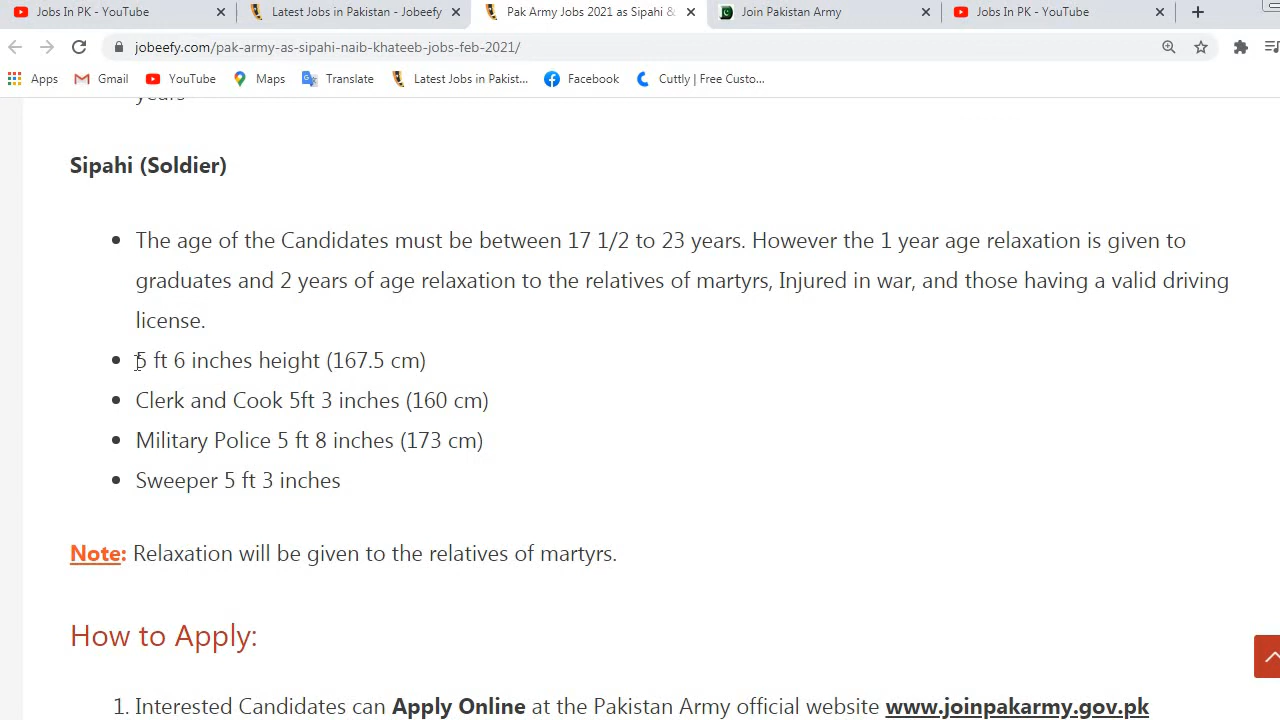 Jobs In PK - YouTube
Latest Jobs in Pakistan - Jobeefy
Pak Army Jobs 2021 as Sipahi &
Join Pakistan Army
Jobs In PK - YouTube
jobeefy.com/pak-army-as-sipahi-naib-khateeb-jobs-feb-2021/
Apps
Gmail
YouTube
Maps
Translate
Latest Jobs in Pakist...
Facebook
Cuttly | Free Custo...
years
Sipahi (Soldier)
The age of the Candidates must be between 17 1/2 to 23 years. However the 1 year age relaxation is given to
graduates and 2 years of age relaxation to the relatives of martyrs, Injured in war, and those having a valid driving
license.
5 ft 6 inches height (167.5 cm)
Clerk and Cook 5ft 3 inches (160 cm)
Military Police 5 ft 8 inches (173 cm)
Sweeper 5 ft 3 inches
Note: Relaxation will be given to the relatives of martyrs.
How to Apply:
1. Interested Candidates can Apply Online at the Pakistan Army official website www.joinpakarmy.gov.pk